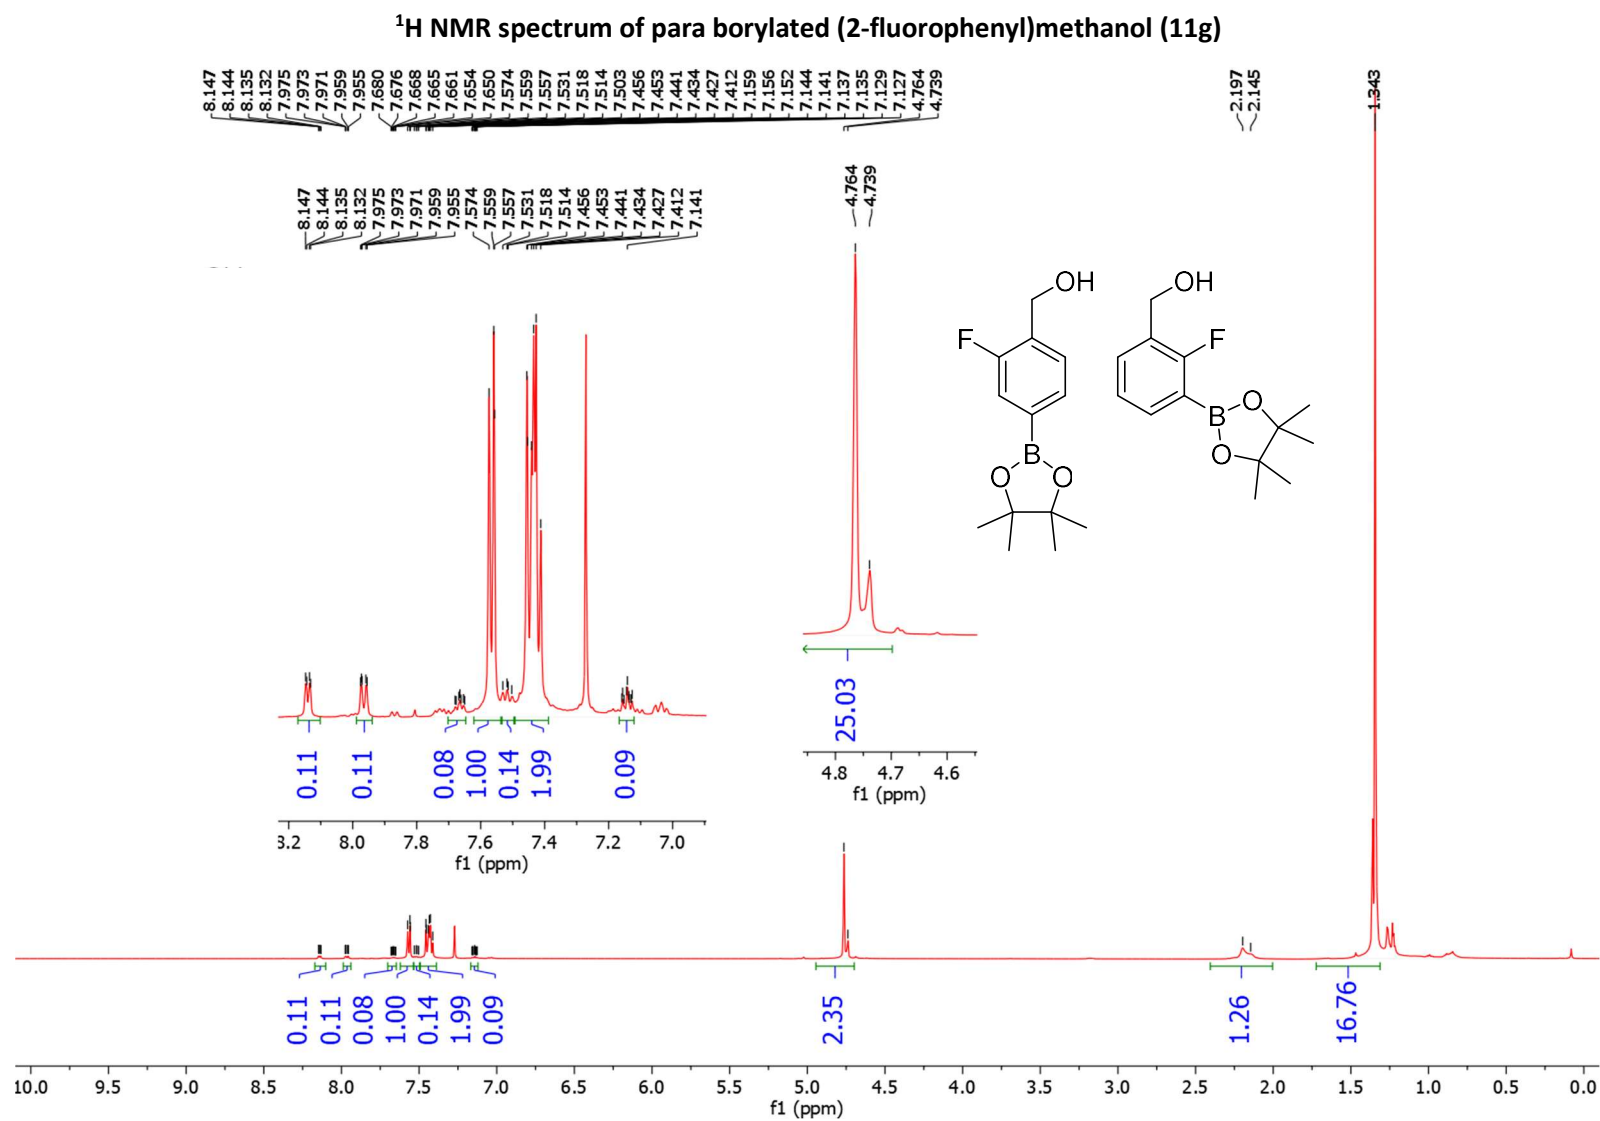 ¹H NMR spectrum of para borylated (2-fluorophenyl)methanol (11g)
8.147 8.144 8.135 8.132 7.975 7.973 7.971 7.959 7.955 7.680 7.676 7.668 7.665 7.661 7.654 7.650 7.574 7.559 7.557 7.531 7.518 7.514 7.503 7.456 7.453 7.441 7.434 7.427 7.412 7.159 7.156 7.152 7.144 7.141 7.137 7.135 7.129 7.127 4.764 4.739 2.197 2.145 1.343
8.147 8.144 8.135 8.132 7.975 7.973 7.971 7.959 7.955 7.574 7.559 7.557 7.531 7.518 7.514 7.456 7.453 7.441 7.434 7.427 7.412 7.141
4.764 4.739
OH OH
F F
B O
O
B
O O
0.11 0.11 0.08 1.00 0.14 1.99 0.09
25.03
4.8 4.7 4.6
f1 (ppm)
8.0 7.8 7.6 7.4 7.2 7.0
f1 (ppm)
0.11 0.11 0.08 1.00 0.14 1.99 0.09 2.35 1.26 16.76
10.0 9.5 9.0 8.5 8.0 7.5 7.0 6.5 6.0 5.5 5.0 4.5 4.0 3.5 3.0 2.5 2.0 1.5 1.0 0.5 0.0
f1 (ppm)